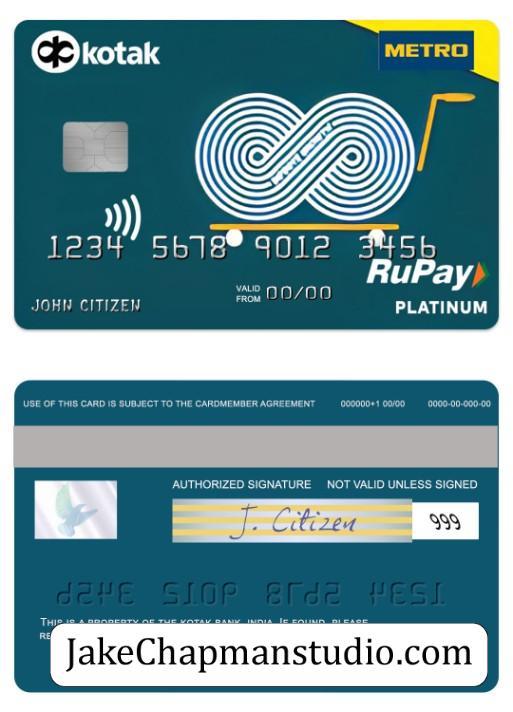 kotak
METRO
1234 5678 9012 3456
RuPay
VALID
FROM 00/00
JOHN CITIZEN
PLATINUM
USE OF THIS CARD IS SUBJECT TO THE CARDMEMBER AGREEMENT 000000+1 00/00 0000-00-000-00
AUTHORIZED SIGNATURE NOT VALID UNLESS SIGNED
J. Citizen
999
THIS IS A PROPERTY OF THE KOTAK BANK, INDIA. IF FOUND, PLEASE
JakeChapmanstudio.com